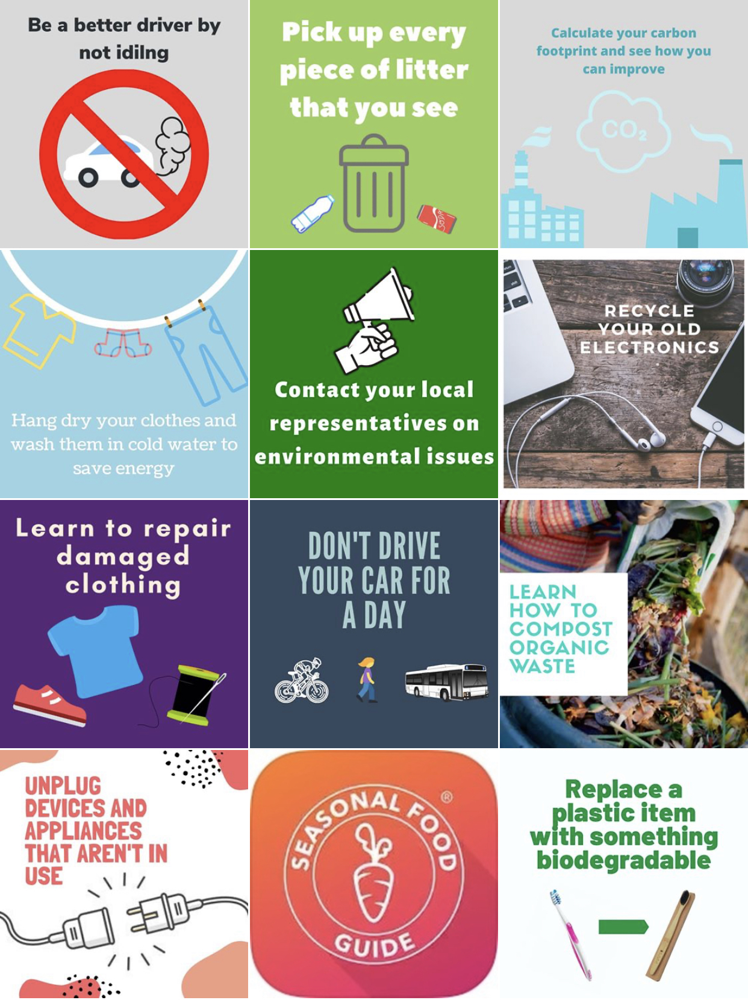 Be a better driver by
not idilng
Pick up every
piece of litter
that you see
SODA
Calculate your carbon
footprint and see how you
can improve
CO2
Hang dry your clothes and
wash them in cold water to
save energy
Contact your local
representatives on
environmental issues
RECYCLE
YOUR OLD
ELECTRONICS
shift
Learn to repair
damaged
clothing
DON'T DRIVE
YOUR CAR FOR
A DAY
LEARN
HOW TO
COMPOST
ORGANIC
WASTE
UNPLUG
DEVICES AND
APPLIANCES
THAT AREN'T IN
USE
SEASONAL FOOD
®
GUIDE
Replace a
plastic item
with something
biodegradable